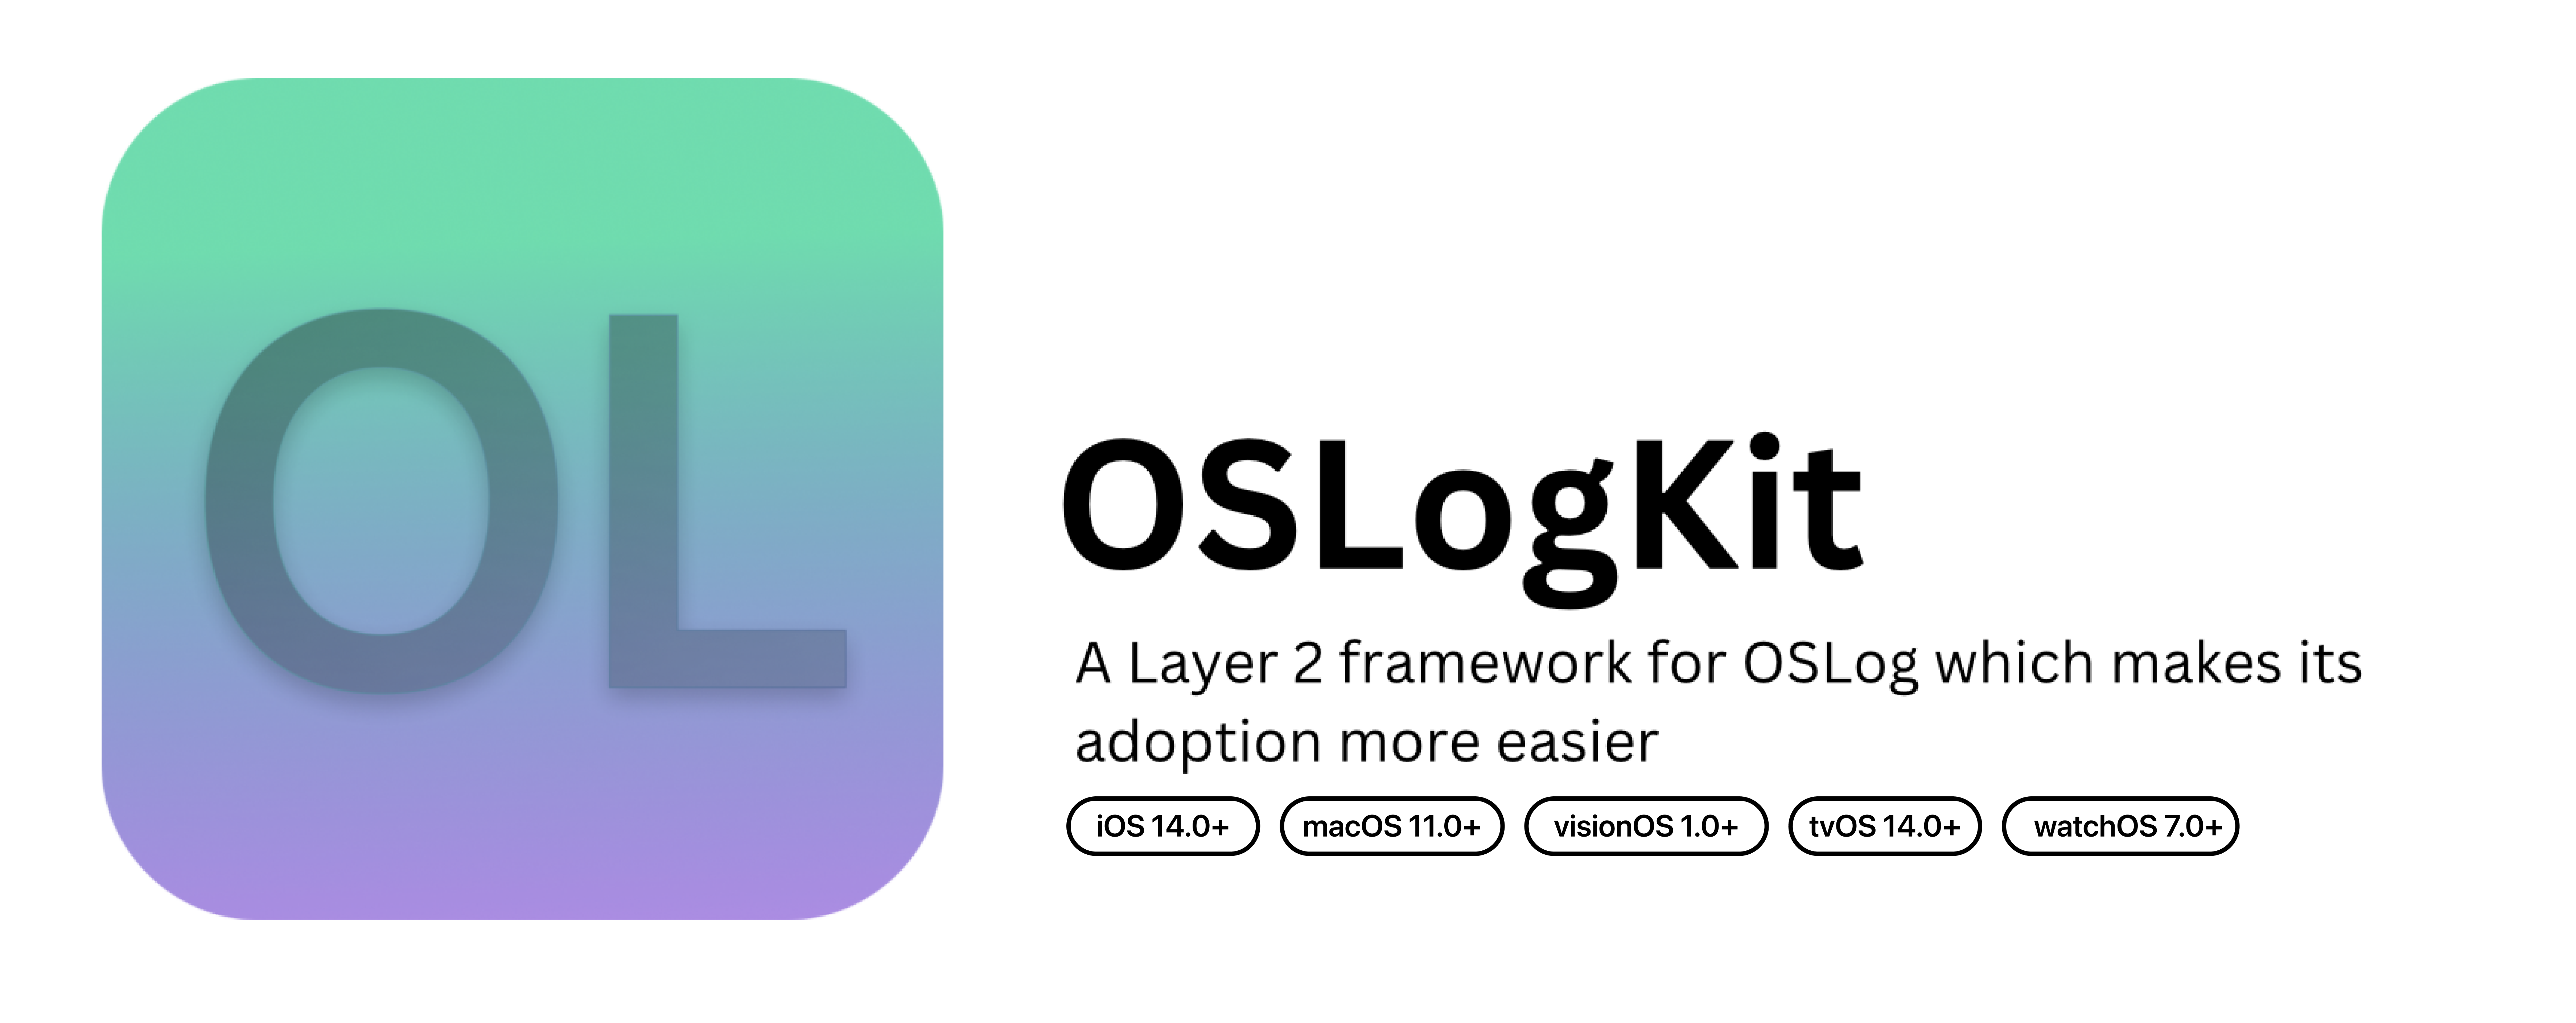 OL
OSLogKit
A Layer 2 framework for OSLog which makes its
adoption more easier
iOS 14.0+ macOS 11.0+ visionOS 1.0+ tvOS 14.0+ watchOS 7.0+